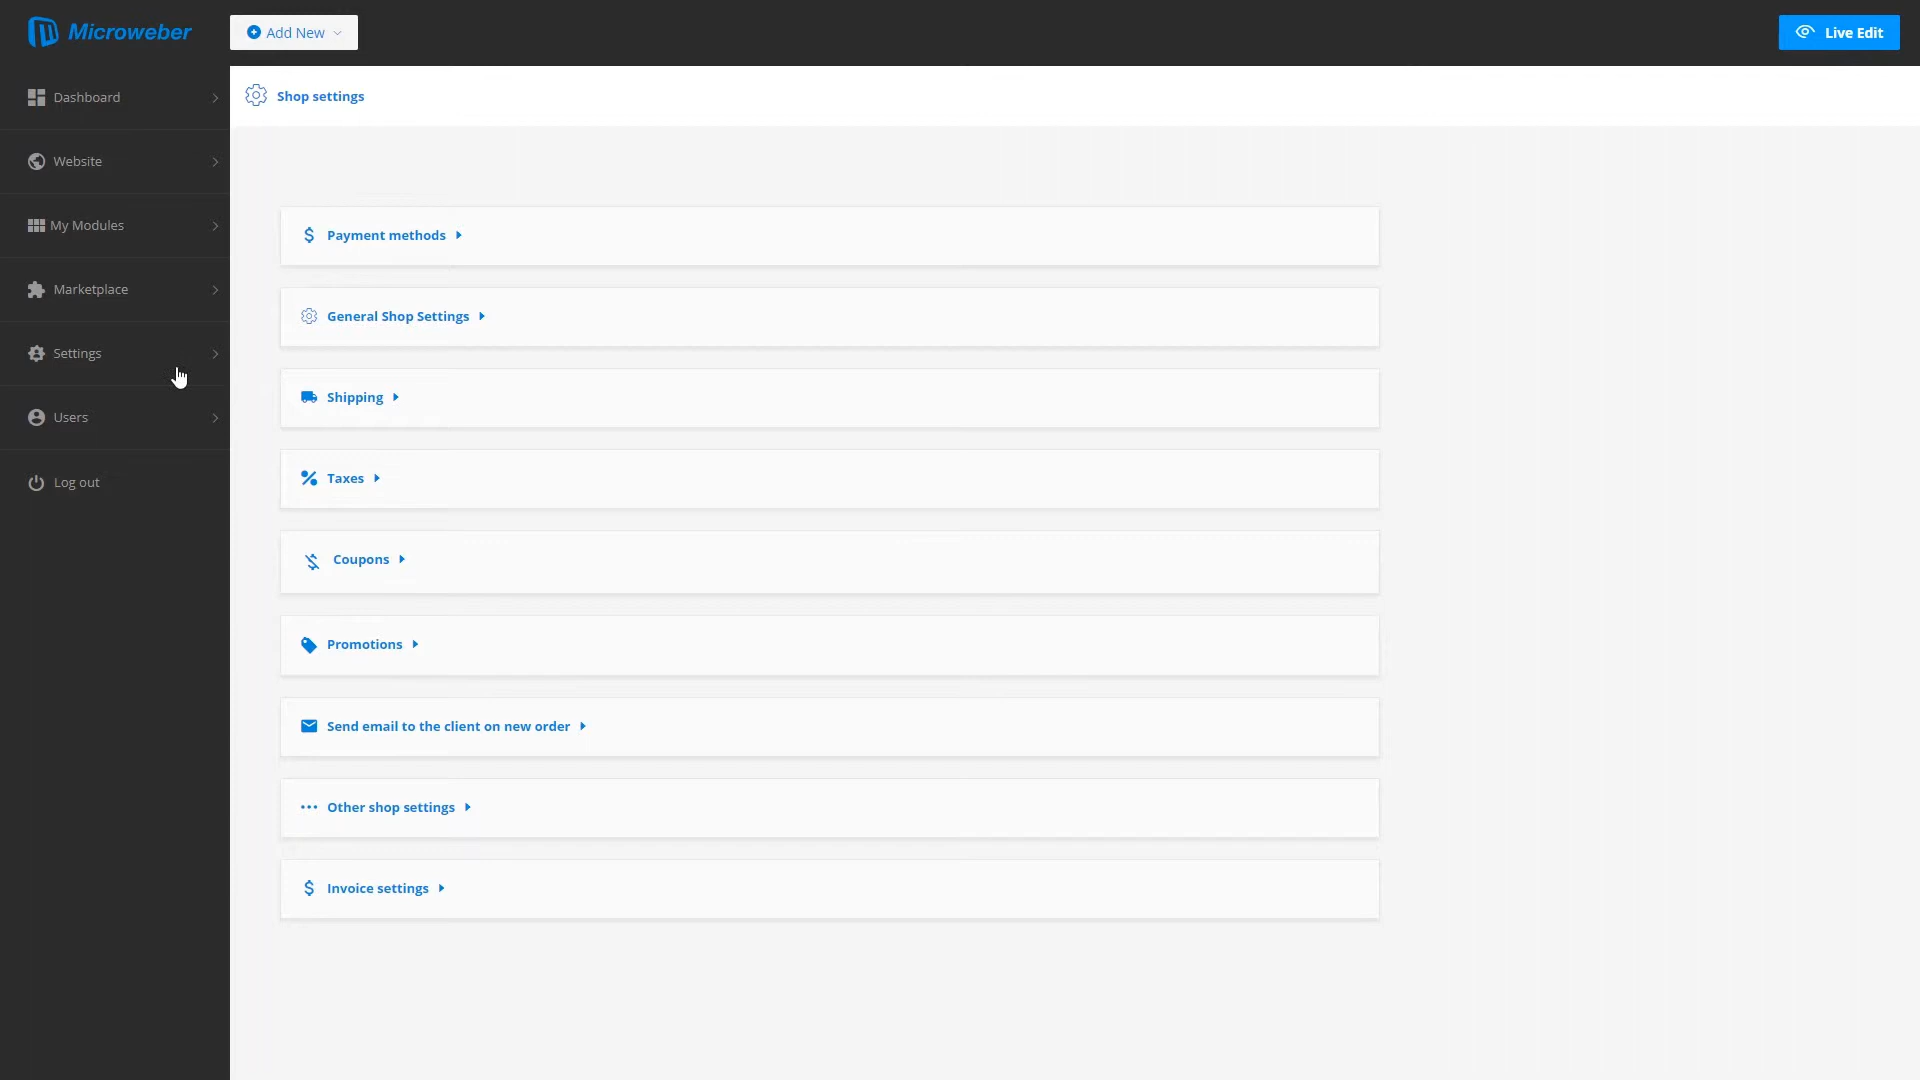 Microweber
Add New
Live Edit
Dashboard
Website
My Modules
Marketplace
Settings
Users
Log out
Shop settings
Payment methods
General Shop Settings
Shipping
Taxes
Coupons
Promotions
Send email to the client on new order
Other shop settings
Invoice settings